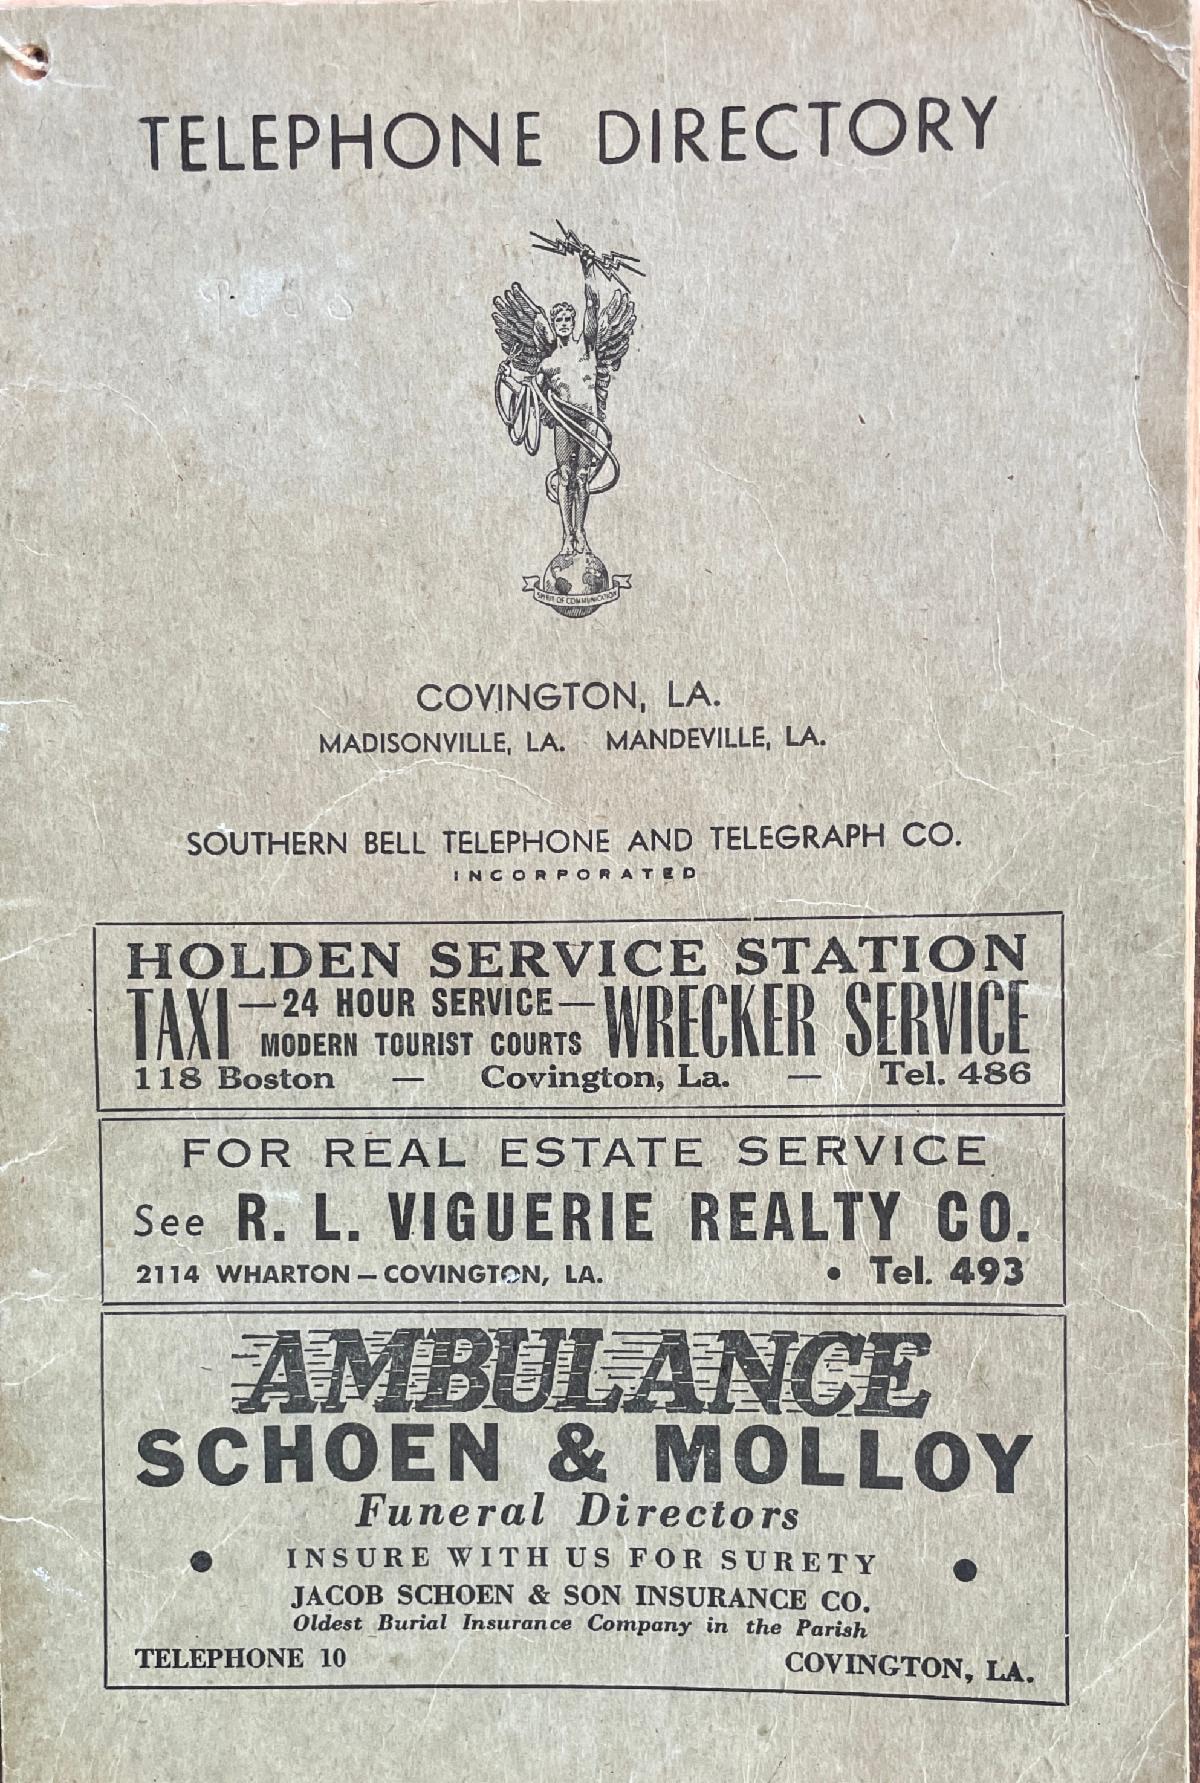 TELEPHONE DIRECTORY
SPIRIT OF COMMUNICATION
COVINGTON, LA.
MADISONVILLE, LA. MANDEVILLE, LA.
SOUTHERN BELL TELEPHONE AND TELEGRAPH CO.
INCORPORATED
HOLDEN SERVICE STATION
TAXI — 24 HOUR SERVICE — WRECKER SERVICE
MODERN TOURIST COURTS
118 Boston — Covington, La. — Tel. 486
FOR REAL ESTATE SERVICE
See R. L. VIGUERIE REALTY CO.
2114 WHARTON – COVINGTON, LA. • Tel. 493
AMBULANCE
SCHOEN & MOLLOY
Funeral Directors
• INSURE WITH US FOR SURETY •
JACOB SCHOEN & SON INSURANCE CO.
Oldest Burial Insurance Company in the Parish
TELEPHONE 10 COVINGTON, LA.